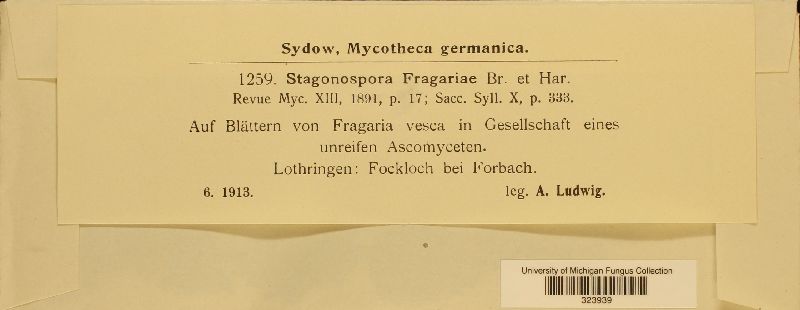 Sydow, Mycotheca germanica.
1259. Stagonospora Fragariae Br. et Har.
Revue Myc. XIII, 1891, p. 17; Sacc. Syll. X, p. 333.
Auf Blättern von Fragaria vesca in Gesellschaft eines
unreifen Ascomyceten.
Lothringen: Fockloch bei Forbach.
6. 1913. leg. A. Ludwig.
University of Michigan Fungus Collection
323939